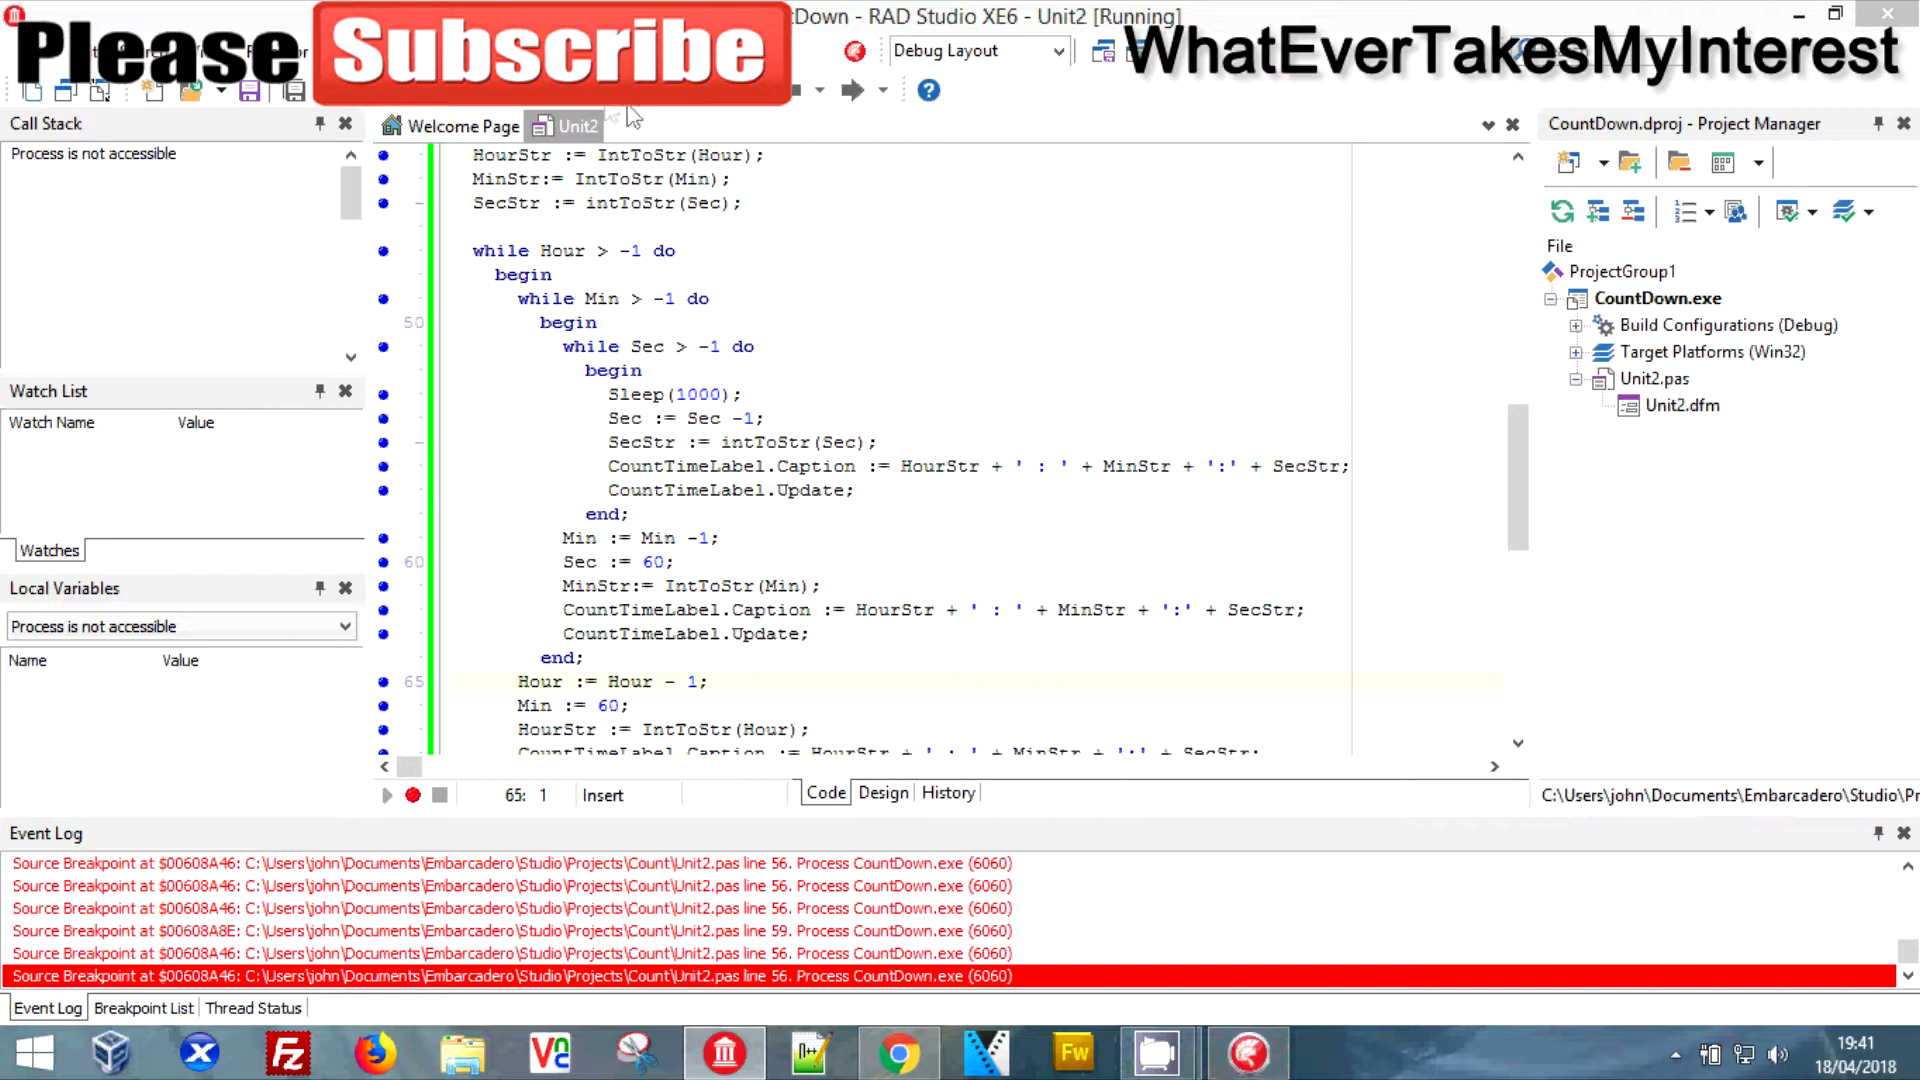 Please Subscribe
Down - RAD Studio XE6 - Unit2 [Running]
WhatEverTakesMyInterest
Debug Layout
Call Stack
Process is not accessible
Welcome Page
Unit2
CountDown.dproj - Project Manager
HourStr := IntToStr(Hour);
MinStr:= IntToStr(Min);
SecStr := intToStr(Sec);
while Hour > -1 do
begin
while Min > -1 do
50
begin
while Sec > -1 do
begin
Sleep(1000);
Sec := Sec -1;
SecStr := intToStr(Sec);
CountTimeLabel.Caption := HourStr + ' : ' + MinStr + ':' + SecStr;
CountTimeLabel.Update;
end;
Min := Min -1;
60
Sec := 60;
MinStr:= IntToStr(Min);
CountTimeLabel.Caption := HourStr + ' : ' + MinStr + ':' + SecStr;
CountTimeLabel.Update;
end;
65
Hour := Hour - 1;
Min := 60;
HourStr := IntToStr(Hour);
CountTimeLabel.Caption := HourStr + ' : ' + MinStr + ':' + SecStr;
65: 1
Insert
Code
Design
History
Watch List
Watch Name
Value
Watches
Local Variables
Process is not accessible
Name
Value
File
ProjectGroup1
CountDown.exe
Build Configurations (Debug)
Target Platforms (Win32)
Unit2.pas
Unit2.dfm
C:\Users\john\Documents\Embarcadero\Studio\Pr
Event Log
Source Breakpoint at $00608A46: C:\Users\john\Documents\Embarcadero\Studio\Projects\Count\Unit2.pas line 56. Process CountDown.exe (6060)
Source Breakpoint at $00608A46: C:\Users\john\Documents\Embarcadero\Studio\Projects\Count\Unit2.pas line 56. Process CountDown.exe (6060)
Source Breakpoint at $00608A46: C:\Users\john\Documents\Embarcadero\Studio\Projects\Count\Unit2.pas line 56. Process CountDown.exe (6060)
Source Breakpoint at $00608A8E: C:\Users\john\Documents\Embarcadero\Studio\Projects\Count\Unit2.pas line 59. Process CountDown.exe (6060)
Source Breakpoint at $00608A46: C:\Users\john\Documents\Embarcadero\Studio\Projects\Count\Unit2.pas line 56. Process CountDown.exe (6060)
Source Breakpoint at $00608A46: C:\Users\john\Documents\Embarcadero\Studio\Projects\Count\Unit2.pas line 56. Process CountDown.exe (6060)
Event Log
Breakpoint List
Thread Status
Fz
VC
n++
Fw
19:41
18/04/2018